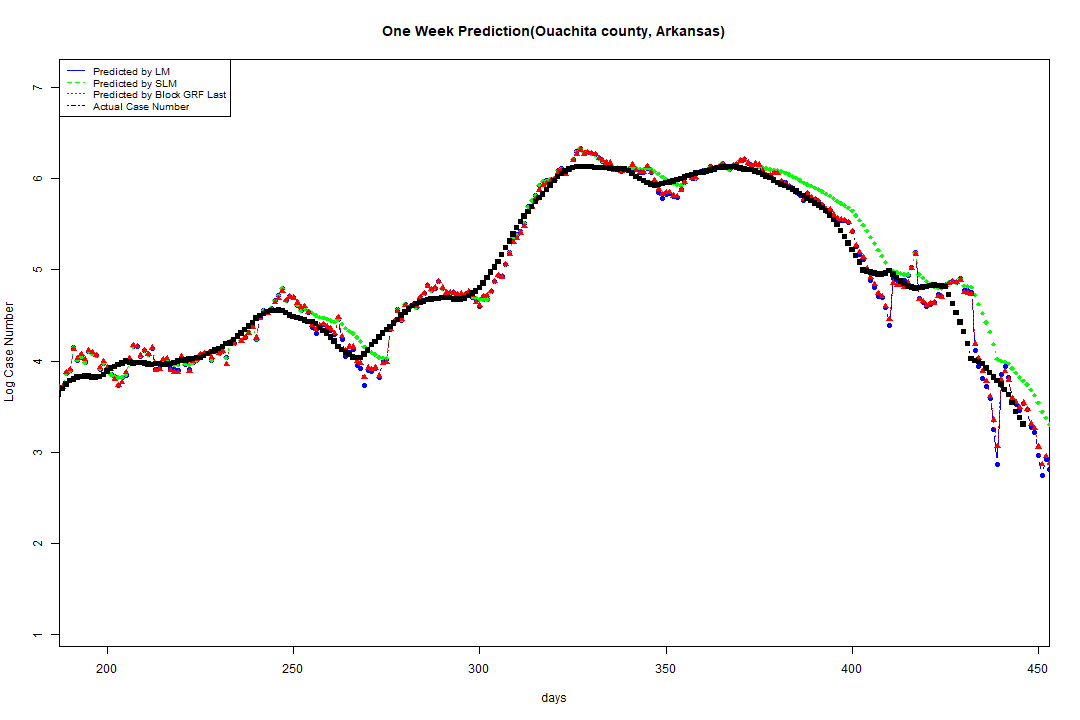 One Week Prediction(Ouachita county, Arkansas)
Predicted by LM
Predicted by SLM
Predicted by Block GRF Last
Actual Case Number
Log Case Number
7
6
5
4
3
2
1
200 250 300 350 400 450
days